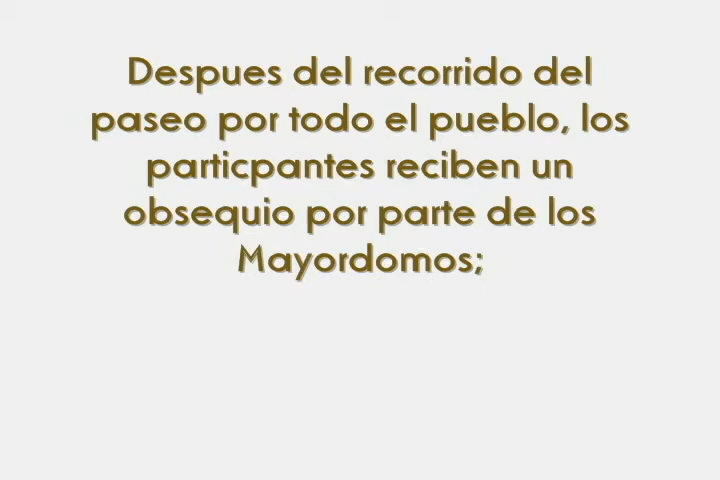 Despues del recorrido del
paseo por todo el pueblo, los
particpantes reciben un
obsequio por parte de los
Mayordomos;